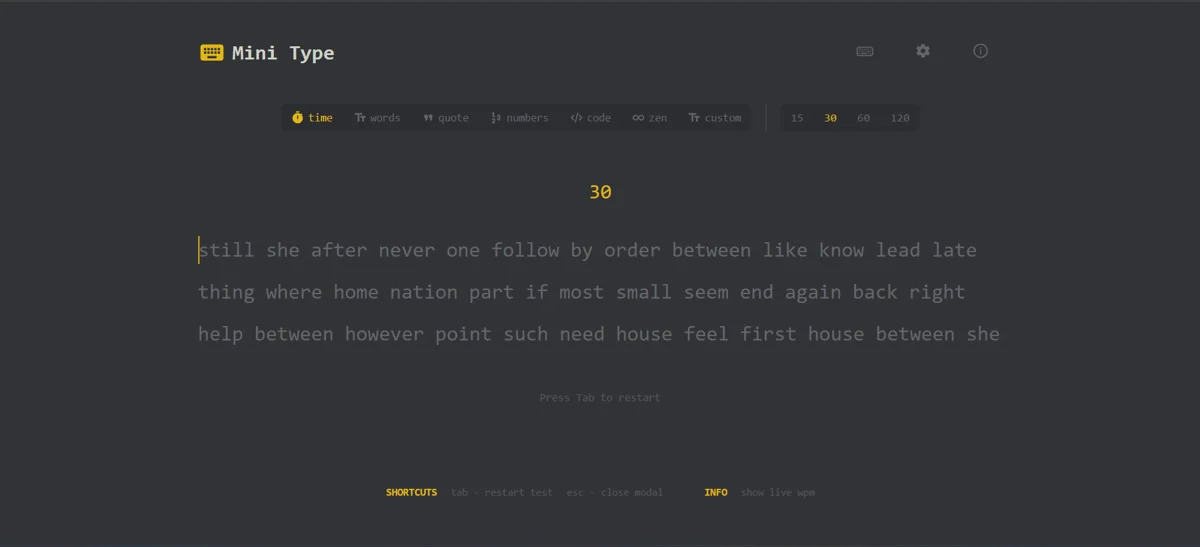 Mini Type
time words quote numbers code zen custom 15 30 60 120
30
still she after never one follow by order between like know lead late
thing where home nation part if most small seem end again back right
help between however point such need house feel first house between she
Press Tab to restart
SHORTCUTS tab - restart test esc - close modal INFO show live wpm